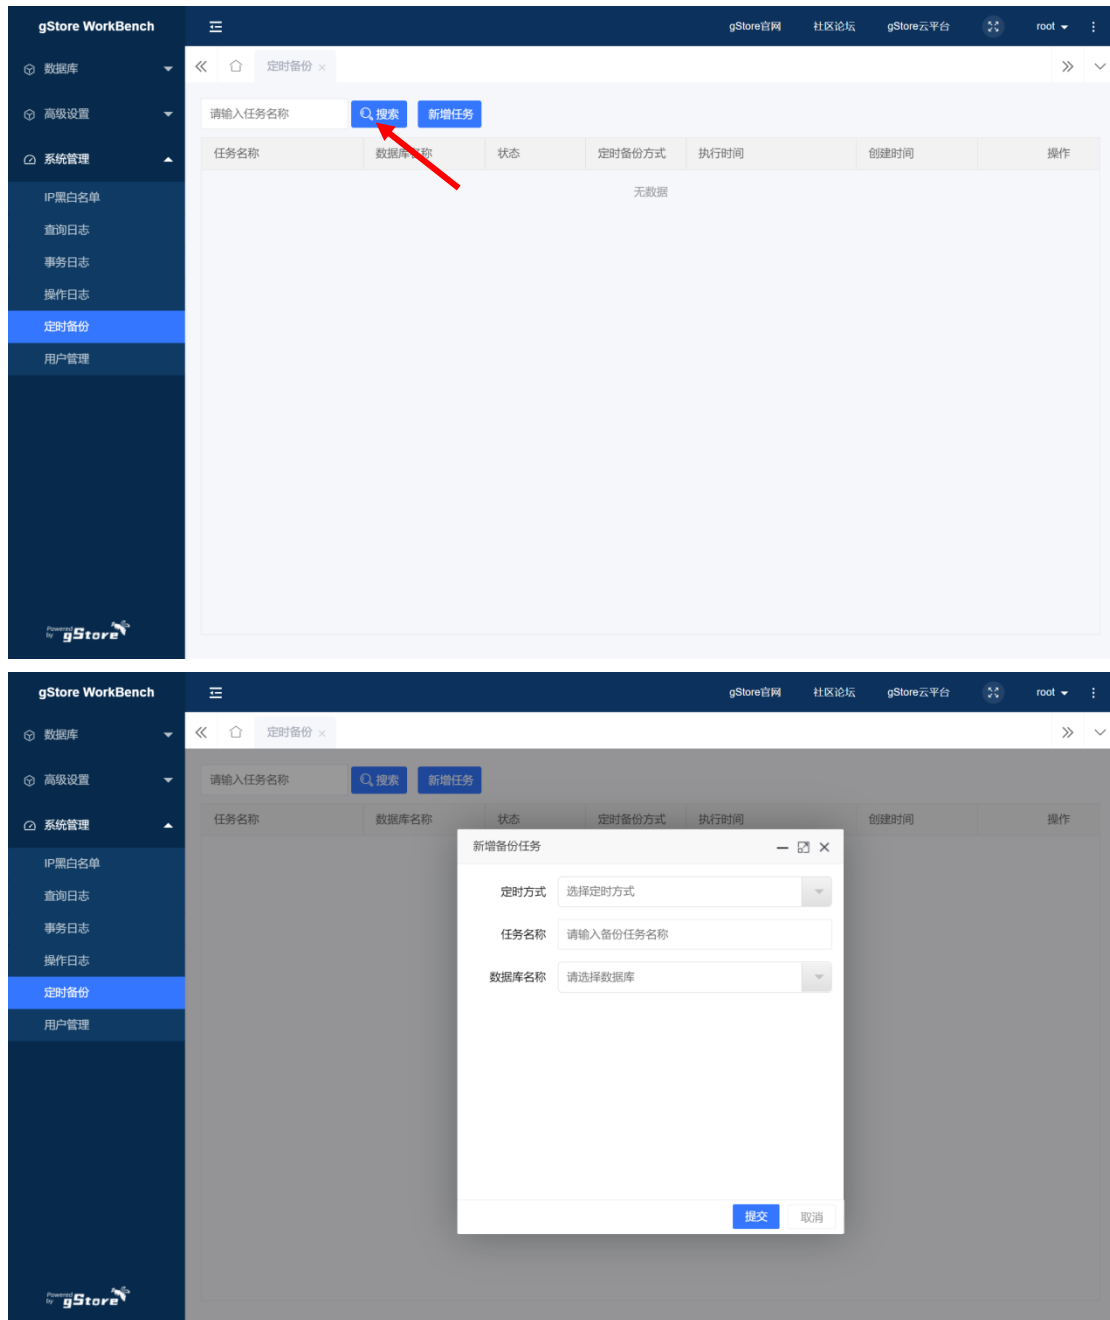 gStore WorkBench gStore官网 社区论坛 gStore云平台 root
数据库 定时备份 ×
高级设置 请输入任务名称 搜索 新增任务
系统管理 任务名称 数据库名称 状态 定时备份方式 执行时间 创建时间 操作
IP黑白名单 无数据
查询日志
事务日志
操作日志
定时备份
用户管理
Powered by gStore
gStore WorkBench gStore官网 社区论坛 gStore云平台 root
数据库 定时备份 ×
高级设置 请输入任务名称 搜索 新增任务
系统管理 任务名称 数据库名称 状态 定时备份方式 执行时间 创建时间 操作
新增备份任务
IP黑白名单
定时方式 选择定时方式
查询日志
事务日志 任务名称 请输入备份任务名称
操作日志
数据库名称 请选择数据库
定时备份
用户管理
提交 取消
Powered by gStore